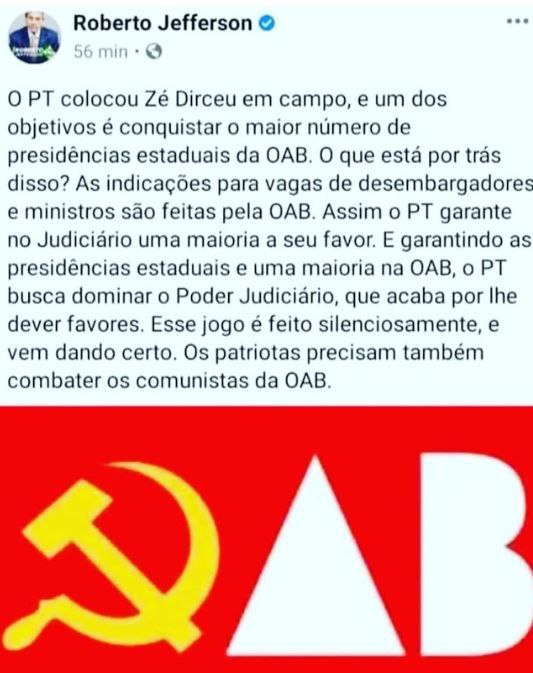 Roberto Jefferson
56 min
O PT colocou Zé Dirceu em campo, e um dos
objetivos é conquistar o maior número de
presidências estaduais da OAB. O que está por trás
disso? As indicações para vagas de desembargadores
e ministros são feitas pela OAB. Assim o PT garante
no Judiciário uma maioria a seu favor. E garantindo as
presidências estaduais e uma maioria na OAB, o PT
busca dominar o Poder Judiciário, que acaba por lhe
dever favores. Esse jogo é feito silenciosamente, e
vem dando certo. Os patriotas precisam também
combater os comunistas da OAB.
AB